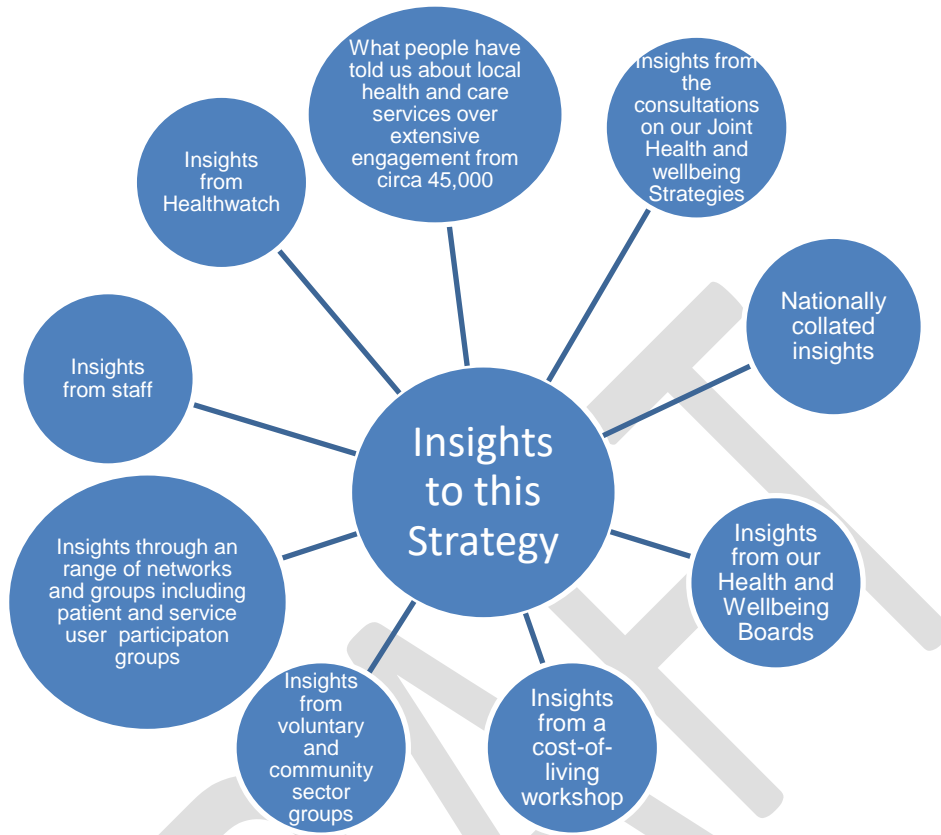 What people have
told us about local
health and care
services over
extensive
engagement from
circa 45,000
Insights from
the
consultations
on our Joint
Health and
wellbeing
Strategies
Nationally
collated
insights
Insights
from our
Health and
Wellbeing
Boards
Insights
from a
cost-of-
living
workshop
Insights
from
voluntary
and
community
sector
groups
Insights through an
range of networks
and groups including
patient and service
user participaton
groups
Insights
from staff
Insights
from
Healthwatch
Insights
to this
Strategy